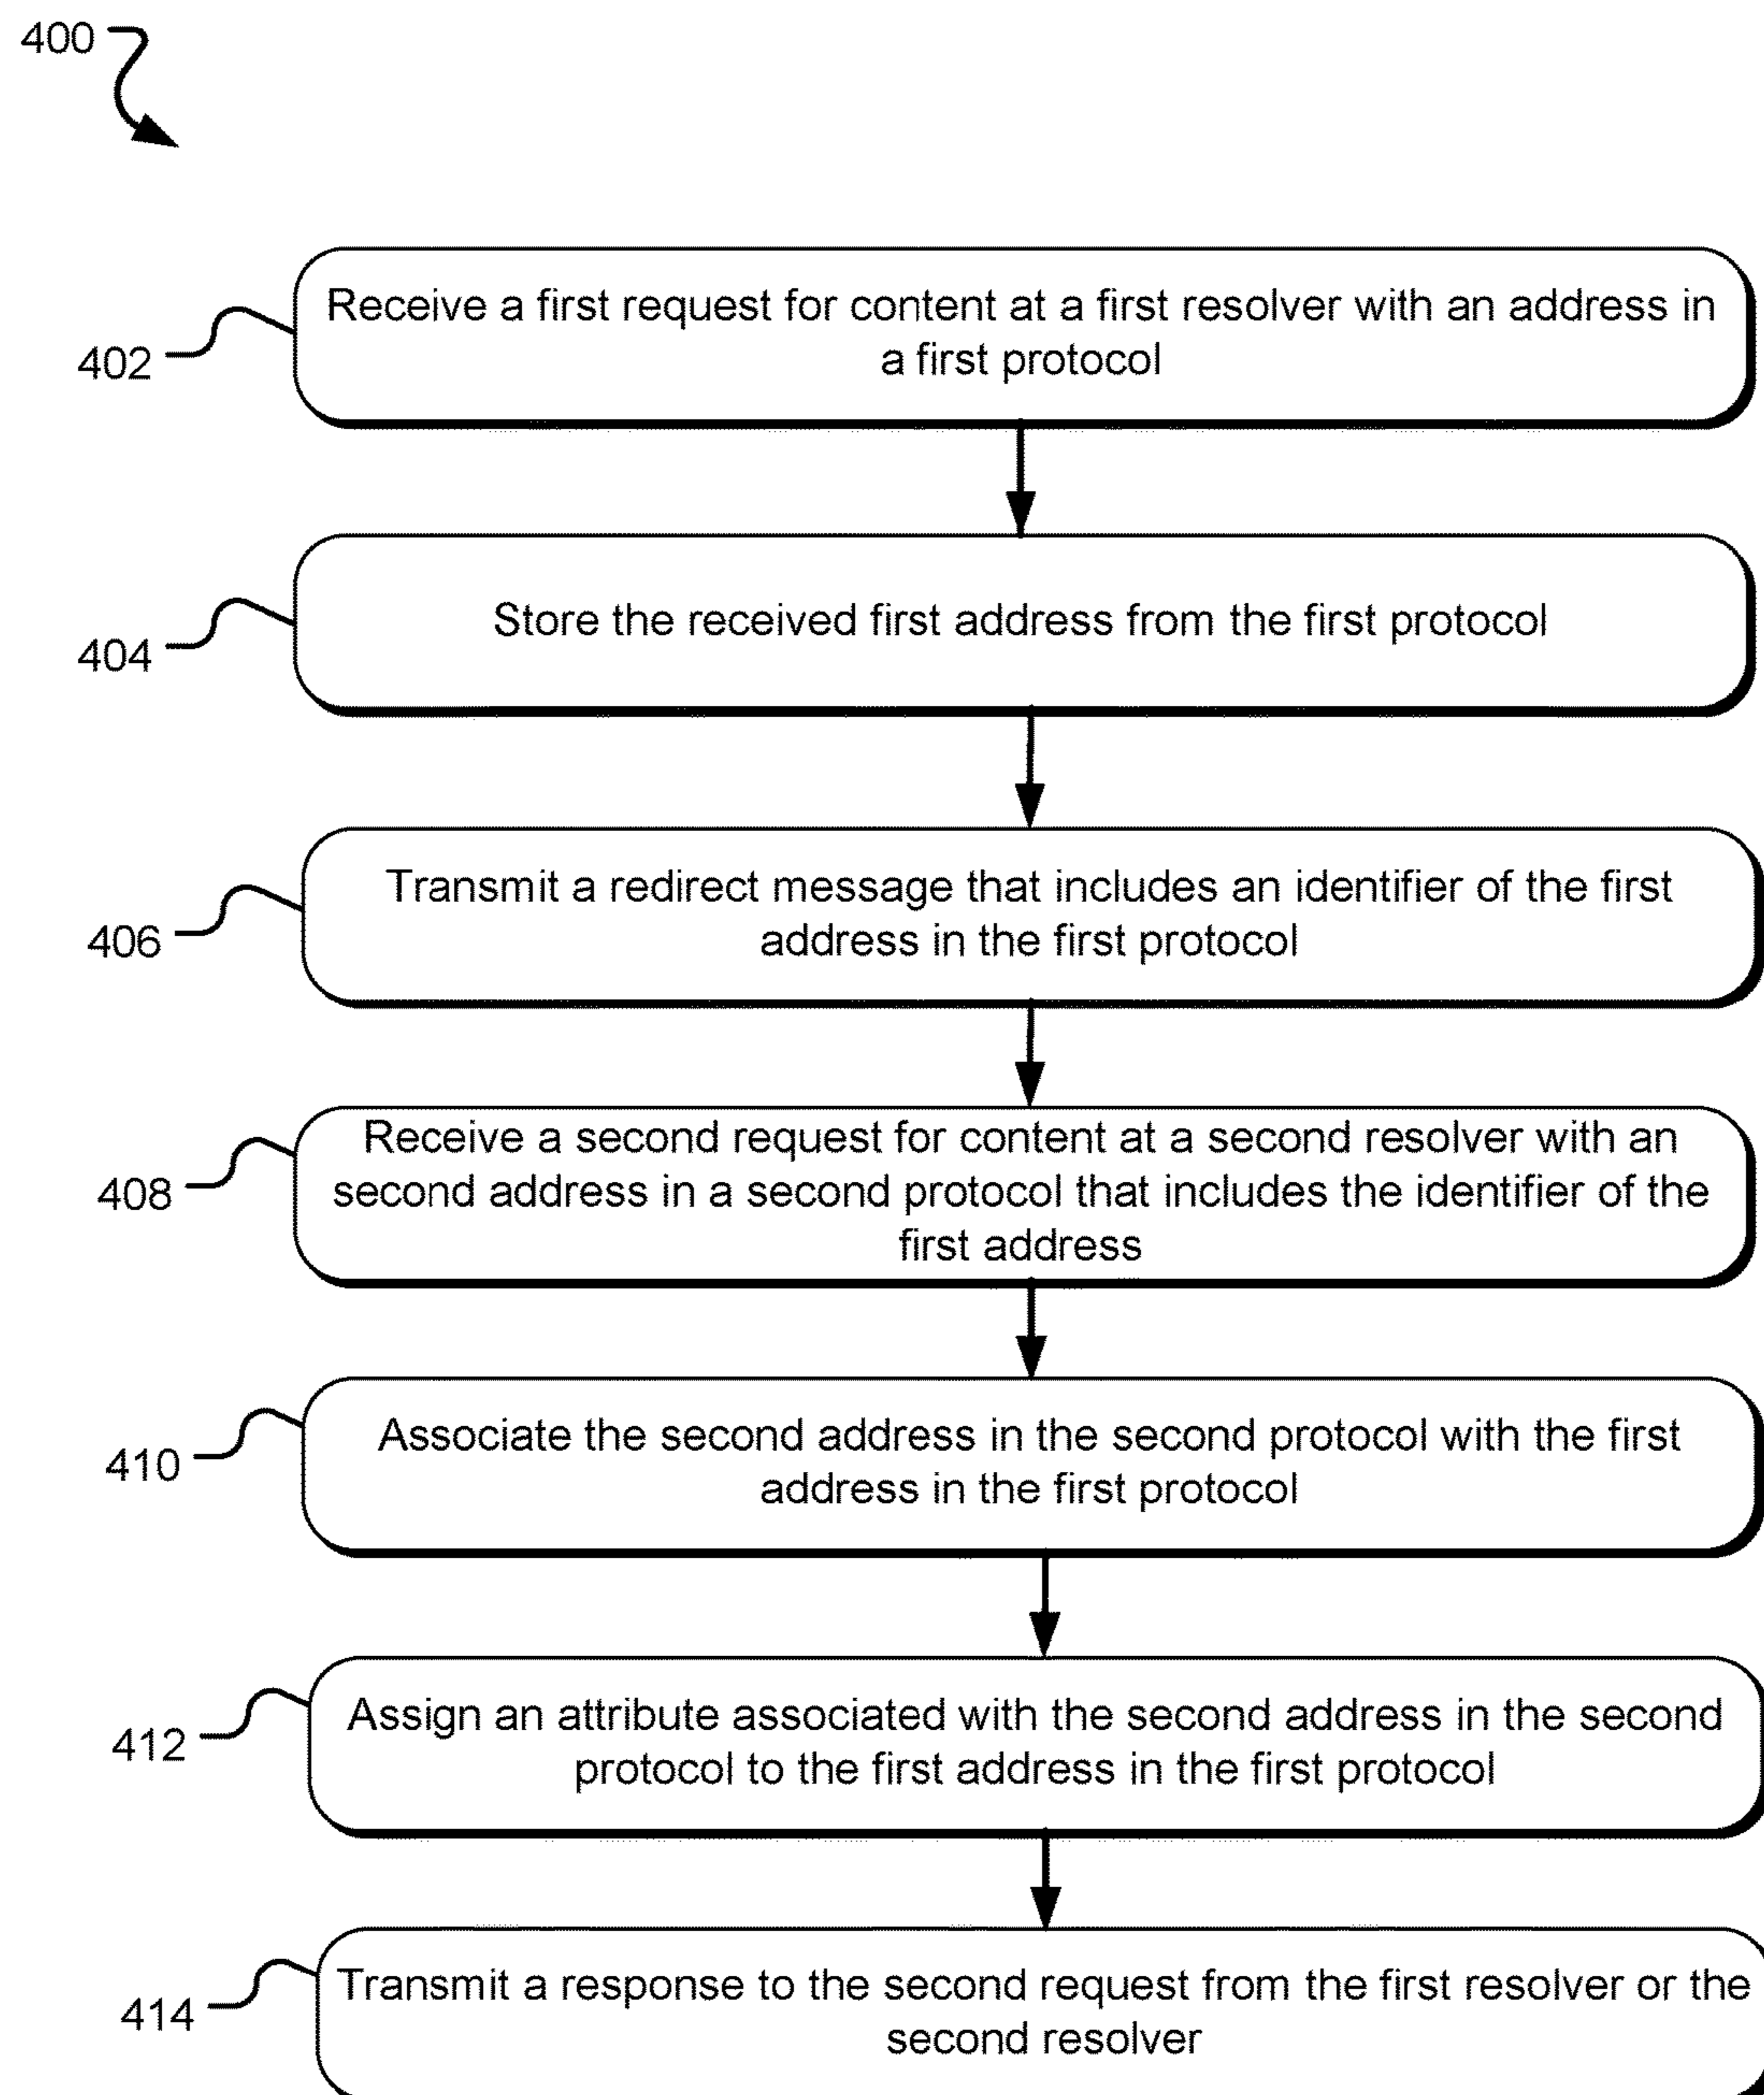 400
Receive a first request for content at a first resolver with an address in
a first protocol
402
Store the received first address from the first protocol
404
Transmit a redirect message that includes an identifier of the first
address in the first protocol
406
Receive a second request for content at a second resolver with an
second address in a second protocol that includes the identifier of the
first address
408
Associate the second address in the second protocol with the first
address in the first protocol
410
Assign an attribute associated with the second address in the second
protocol to the first address in the first protocol
412
Transmit a response to the second request from the first resolver or the
second resolver
414